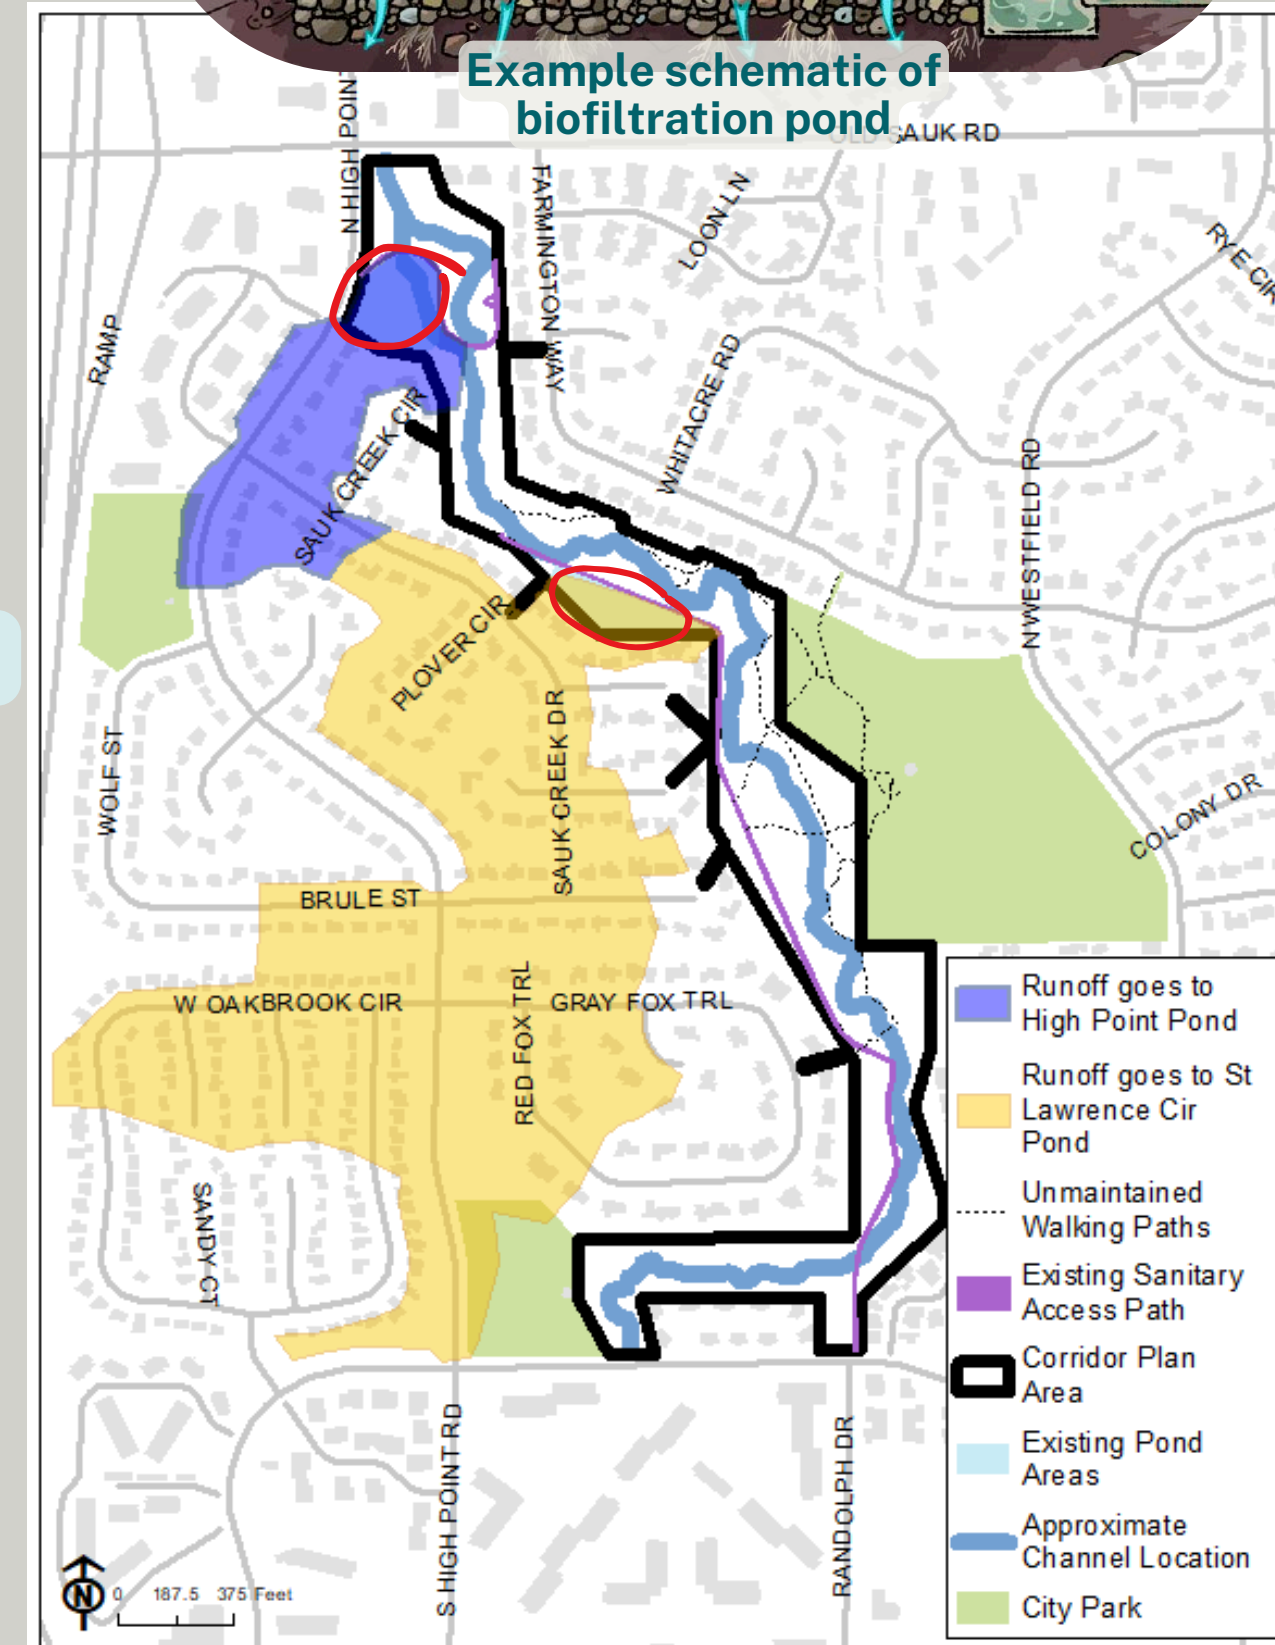 Example schematic of
biofiltration pond
OLD SAUK RD
N HIGH POINT
FARMINGTON WAY
LOON LN
RYE CIR
RAMP
WHITACRE RD
SAUK CREEK CIR
N WESTFIELD RD
PLOVER CIR
SAUK CREEK DR
WOLF ST
COLONY DR
BRULE ST
W OAKBROOK CIR
RED FOX TRL
GRAY FOX TRL
SANDY CT
S HIGH POINT RD
RANDOLPH DR
Runoff goes to
High Point Pond
Runoff goes to St
Lawrence Cir
Pond
Unmaintained
Walking Paths
Existing Sanitary
Access Path
Corridor Plan
Area
Existing Pond
Areas
Approximate
Channel Location
City Park
N
0 187.5 375 Feet